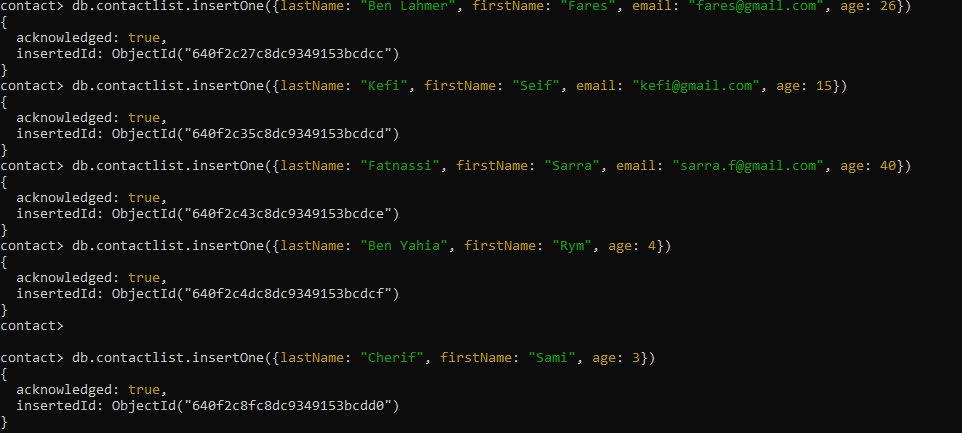 contact> db.contactlist.insertOne({lastName: "Ben Lahmer", firstName: "Fares", email: "fares@gmail.com", age: 26})
{
  acknowledged: true,
  insertedId: ObjectId("640f2c27c8dc9349153bcdcc")
}
contact> db.contactlist.insertOne({lastName: "Kefi", firstName: "Seif", email: "kefi@gmail.com", age: 15})
{
  acknowledged: true,
  insertedId: ObjectId("640f2c35c8dc9349153bcdcd")
}
contact> db.contactlist.insertOne({lastName: "Fatnassi", firstName: "Sarra", email: "sarra.f@gmail.com", age: 40})
{
  acknowledged: true,
  insertedId: ObjectId("640f2c43c8dc9349153bcdce")
}
contact> db.contactlist.insertOne({lastName: "Ben Yahia", firstName: "Rym", age: 4})
{
  acknowledged: true,
  insertedId: ObjectId("640f2c4dc8dc9349153bcdcf")
}
contact>
contact> db.contactlist.insertOne({lastName: "Cherif", firstName: "Sami", age: 3})
{
  acknowledged: true,
  insertedId: ObjectId("640f2c8fc8dc9349153bcdd0")
}